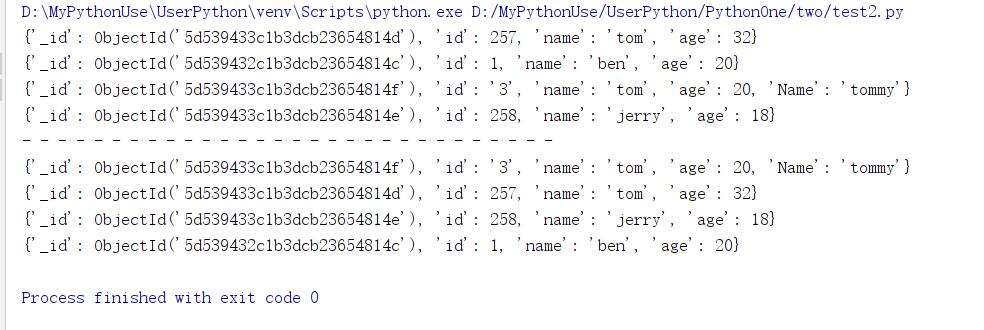 D:\MyPythonUse\UserPython\venv\Scripts\python.exe D:/MyPythonUse/UserPython/PythonOne/two/test2.py
{'_id': ObjectId('5d539433c1b3dcb23654814d'), 'id': 257, 'name': 'tom', 'age': 32}
{'_id': ObjectId('5d539432c1b3dcb23654814c'), 'id': 1, 'name': 'ben', 'age': 20}
{'_id': ObjectId('5d539433c1b3dcb23654814f'), 'id': '3', 'name': 'tom', 'age': 20, 'Name': 'tommy'}
{'_id': ObjectId('5d539433c1b3dcb23654814e'), 'id': 258, 'name': 'jerry', 'age': 18}
- - - - - - - - - - - - - - - - - - - - - - - - - - - - - -
{'_id': ObjectId('5d539433c1b3dcb23654814f'), 'id': '3', 'name': 'tom', 'age': 20, 'Name': 'tommy'}
{'_id': ObjectId('5d539433c1b3dcb23654814d'), 'id': 257, 'name': 'tom', 'age': 32}
{'_id': ObjectId('5d539433c1b3dcb23654814e'), 'id': 258, 'name': 'jerry', 'age': 18}
{'_id': ObjectId('5d539432c1b3dcb23654814c'), 'id': 1, 'name': 'ben', 'age': 20}
Process finished with exit code 0